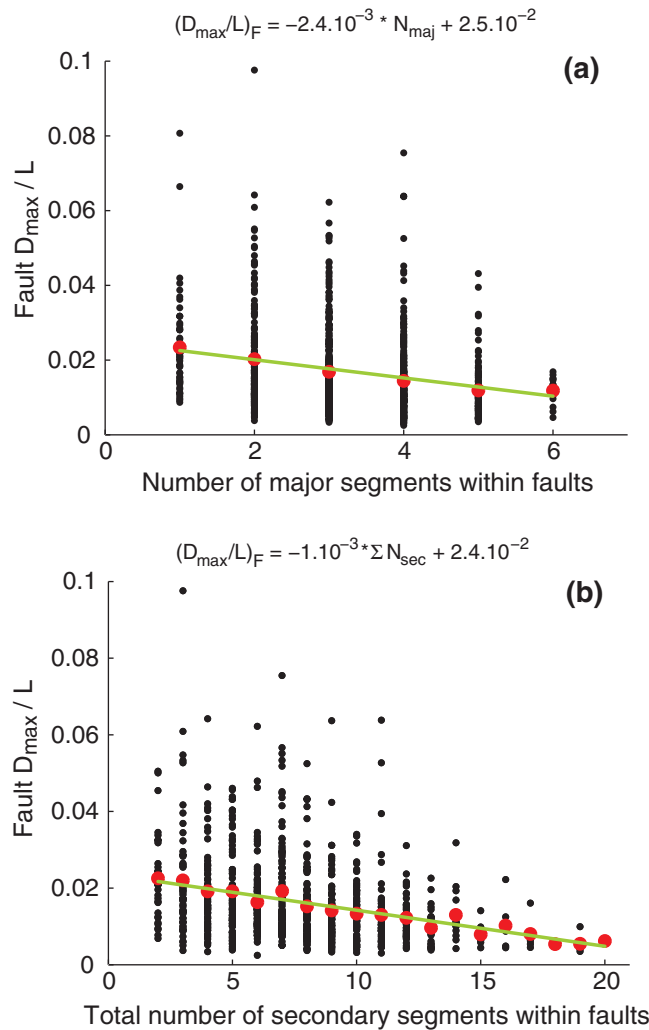 (Dmax/L)F = −2.4.10−3 * Nmaj + 2.5.10−2
(a)
0.1
0.08
0.06
0.04
0.02
0
Fault Dmax / L
0 2 4 6
Number of major segments within faults
(Dmax/L)F = −1.10−3*Σ Nsec + 2.4.10−2
(b)
0.1
0.08
0.06
0.04
0.02
0
Fault Dmax / L
0 5 10 15 20
Total number of secondary segments within faults